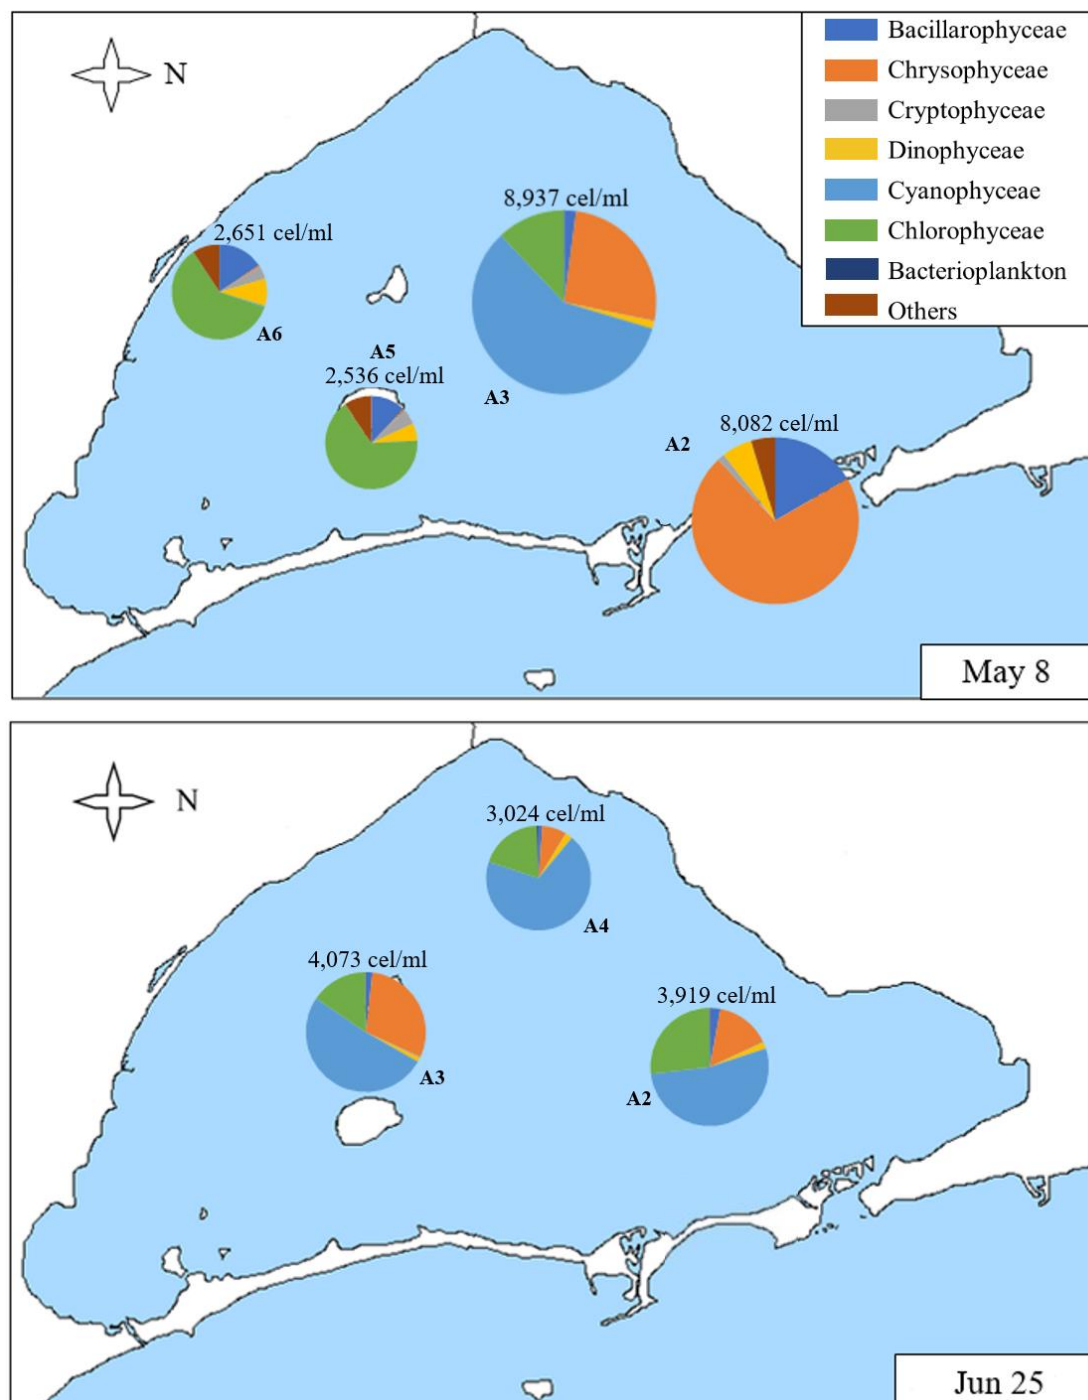 N
Bacillarophyceae
Chrysophyceae
Cryptophyceae
Dinophyceae
Cyanophyceae
Chlorophyceae
Bacterioplankton
Others
8,937 cel/ml
2,651 cel/ml
A6
A5
2,536 cel/ml
A3
8,082 cel/ml
A2
May 8
N
3,024 cel/ml
A4
4,073 cel/ml
A3
3,919 cel/ml
A2
Jun 25